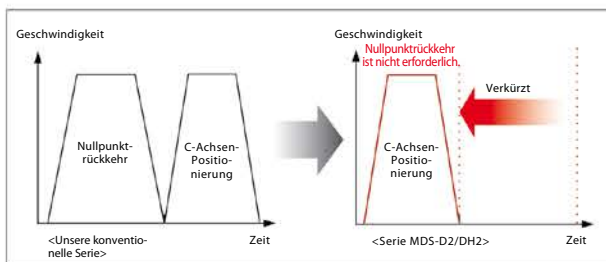 Geschwindigkeit
Nullpunkt-
rückkehr
C-Achsen-
Positio-
nierung
<Unsere konventio-
nelle Serie>
Zeit
Geschwindigkeit
Nullpunktrückkehr
ist nicht erforderlich.
Verkürzt
C-Achsen-
Positio-
nierung
<Serie MDS-D2/DH2>
Zeit